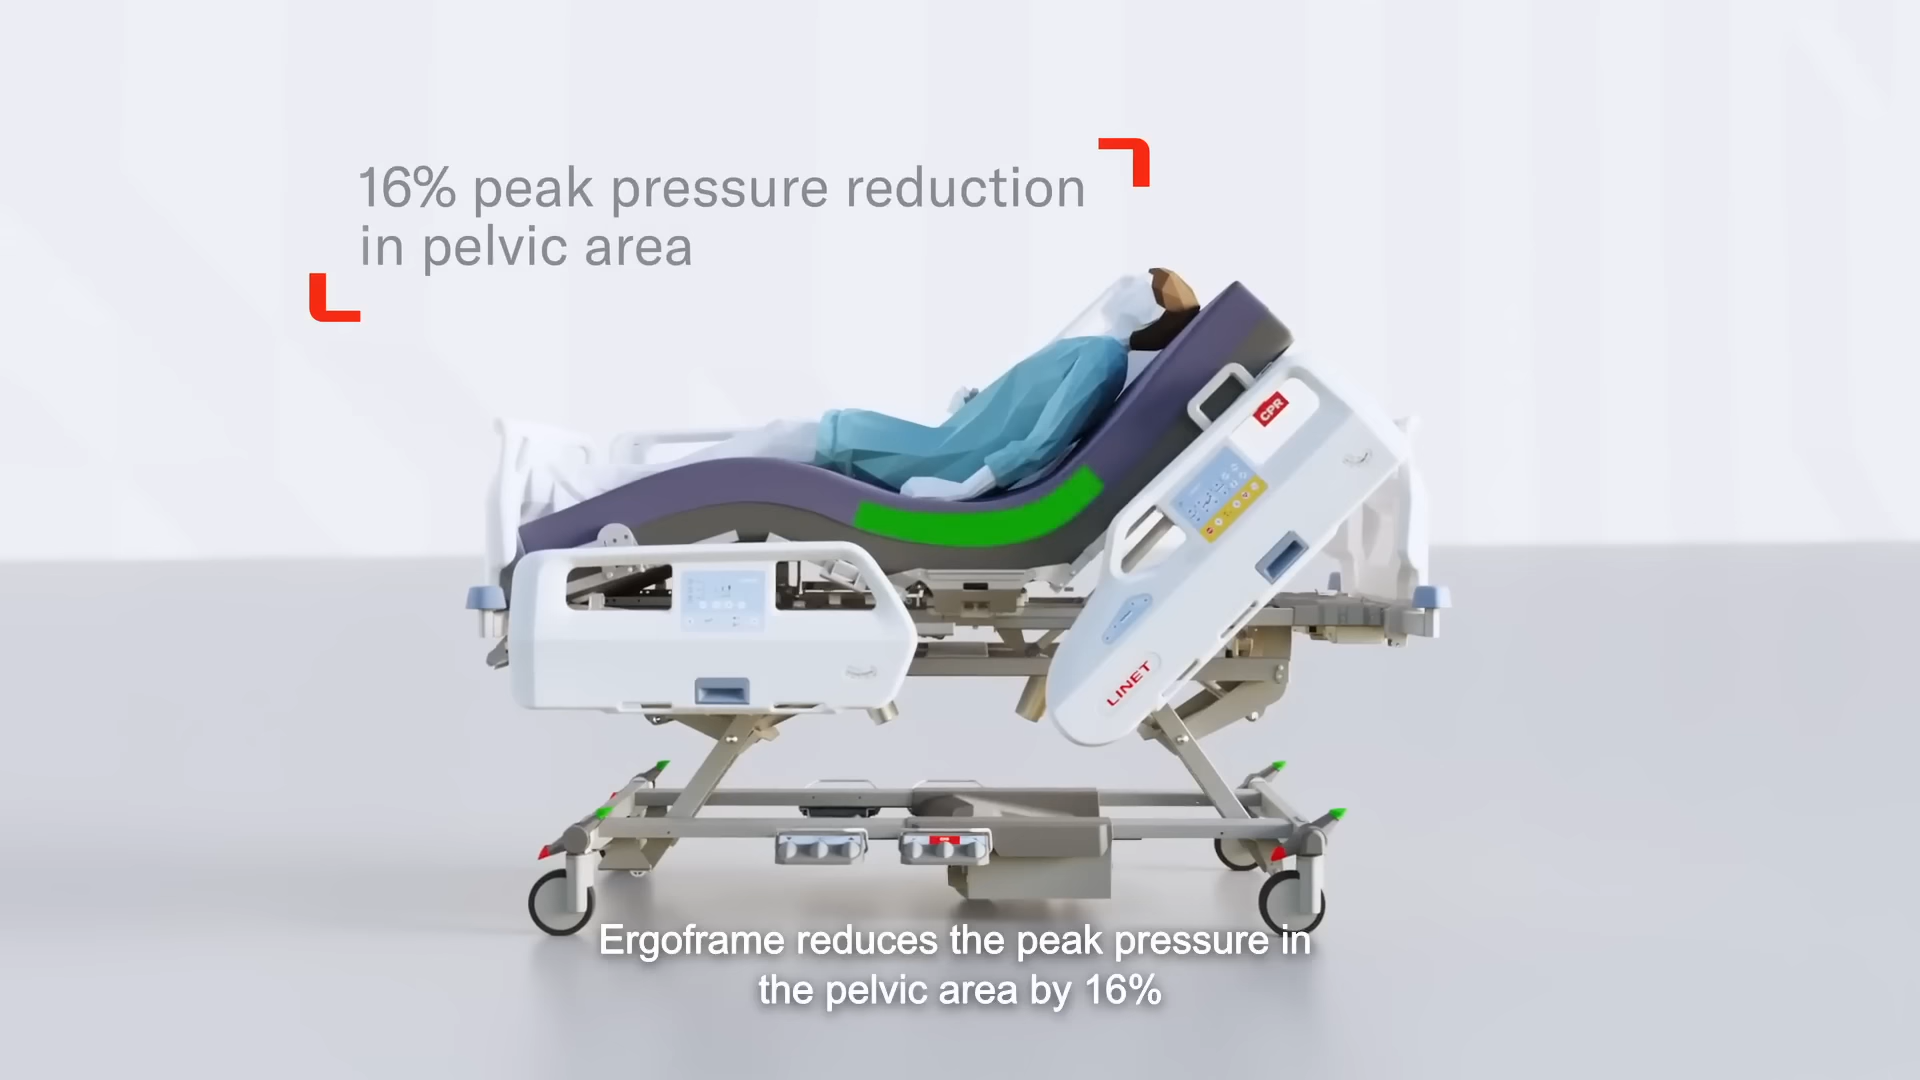 16% peak pressure reduction
in pelvic area
CPR
LINET
Ergoframe reduces the peak pressure in
the pelvic area by 16%